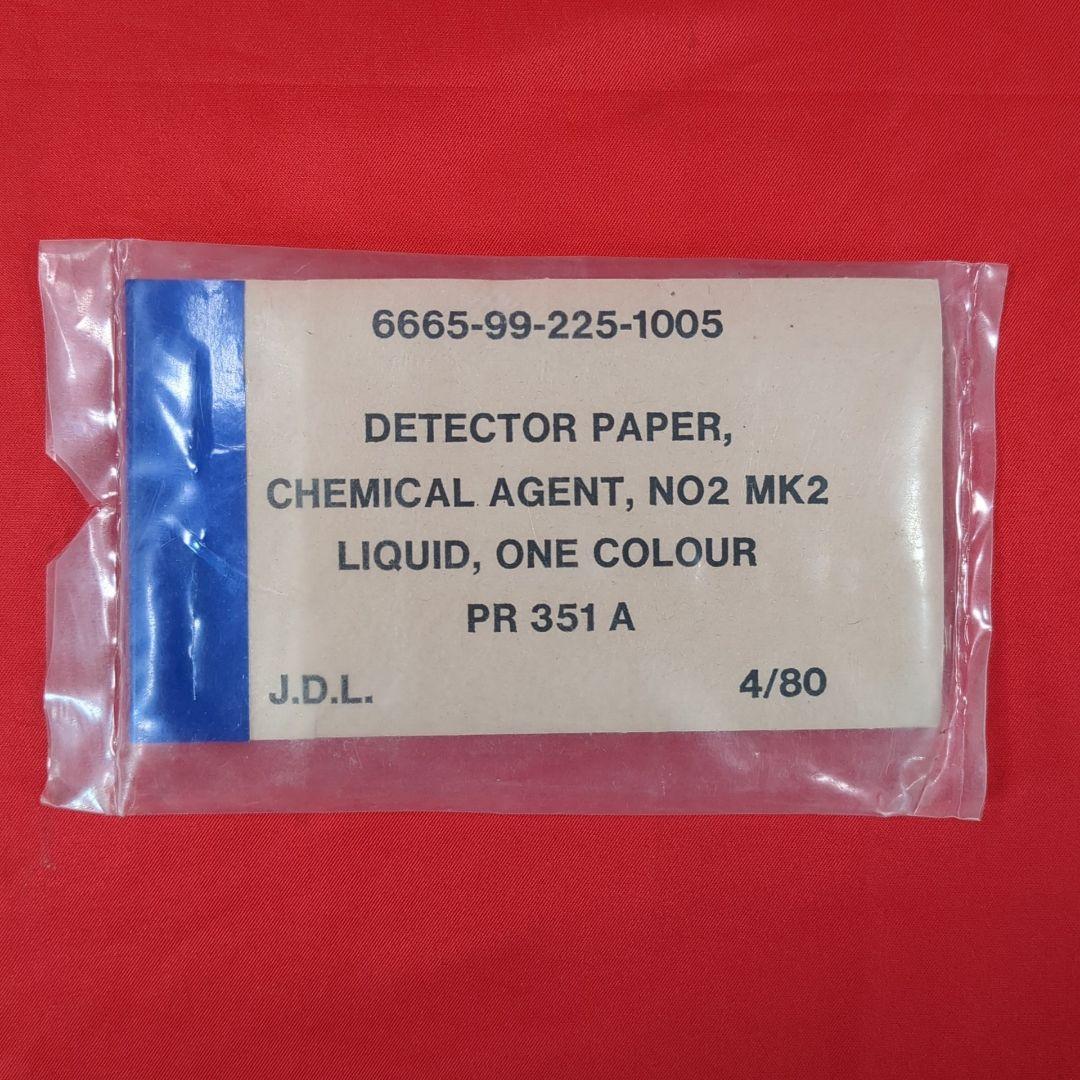 6665-99-225-1005
DETECTOR PAPER,
CHEMICAL AGENT, NO2 MK2
LIQUID, ONE COLOUR
PR 351 A
J.D.L. 4/80